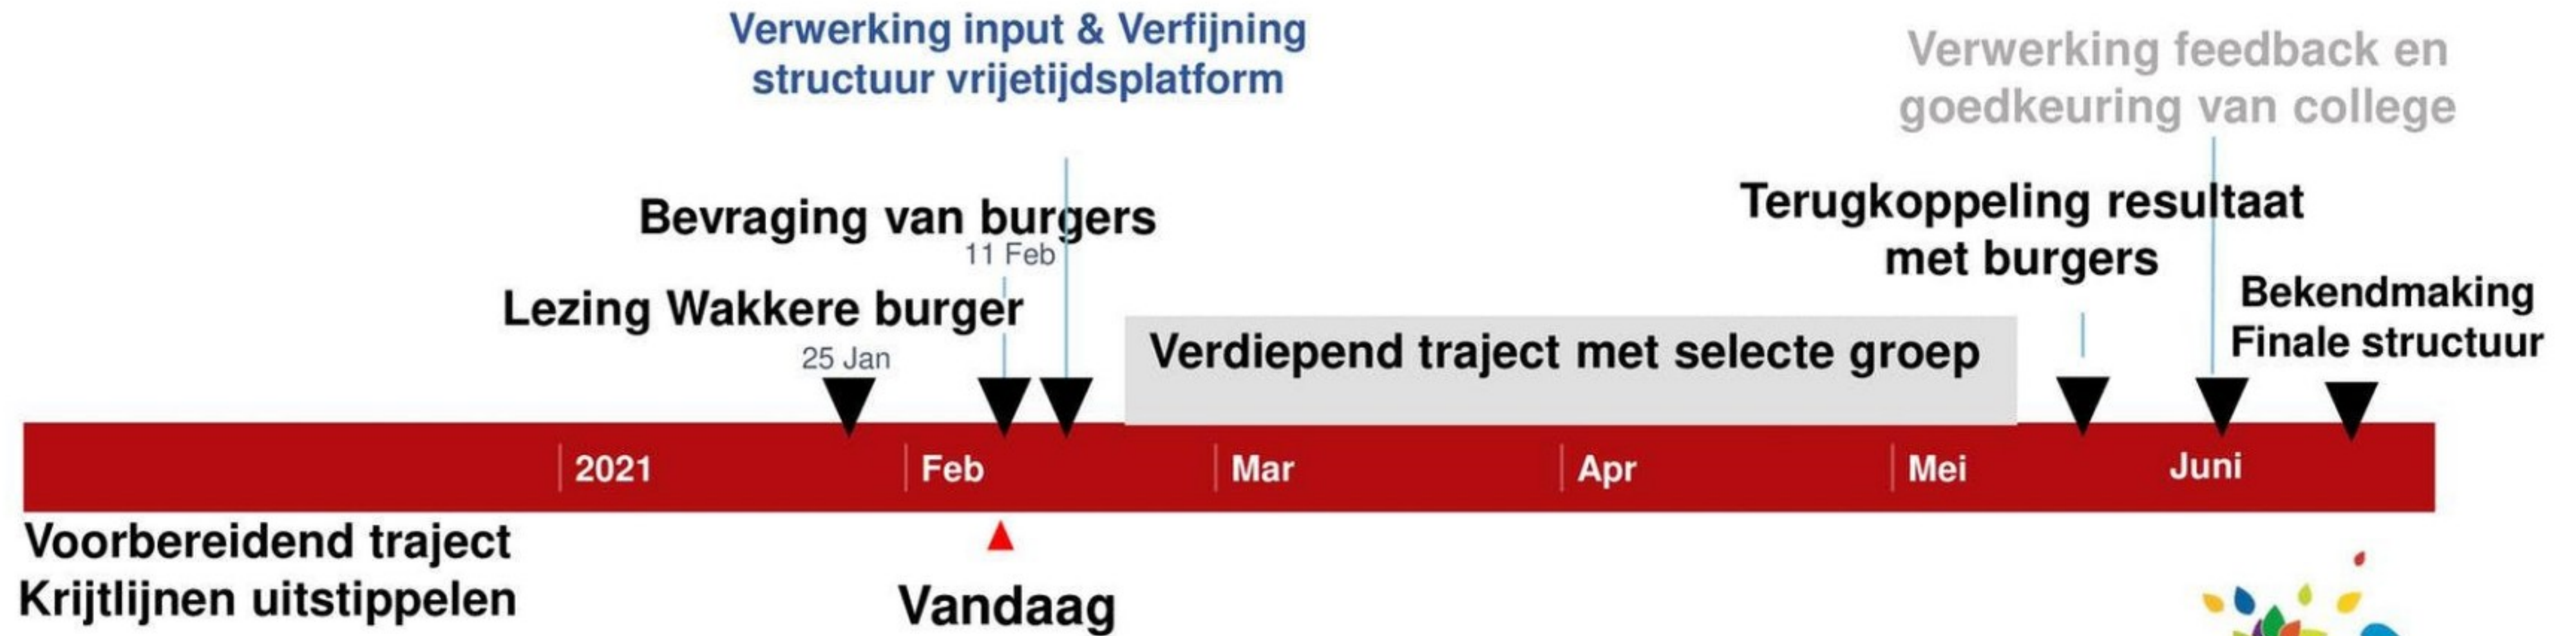 Verwerking input & Verfijning
structuur vrijetijdsplatform
Verwerking feedback en
goedkeuring van college
Bevraging van burgers
11 Feb
Terugkoppeling resultaat
met burgers
Lezing Wakkere burger
25 Jan
Bekendmaking
Finale structuur
Verdiepend traject met selecte groep
2021
Feb
Mar
Apr
Mei
Juni
Voorbereidend traject
Krijtlijnen uitstippelen
Vandaag